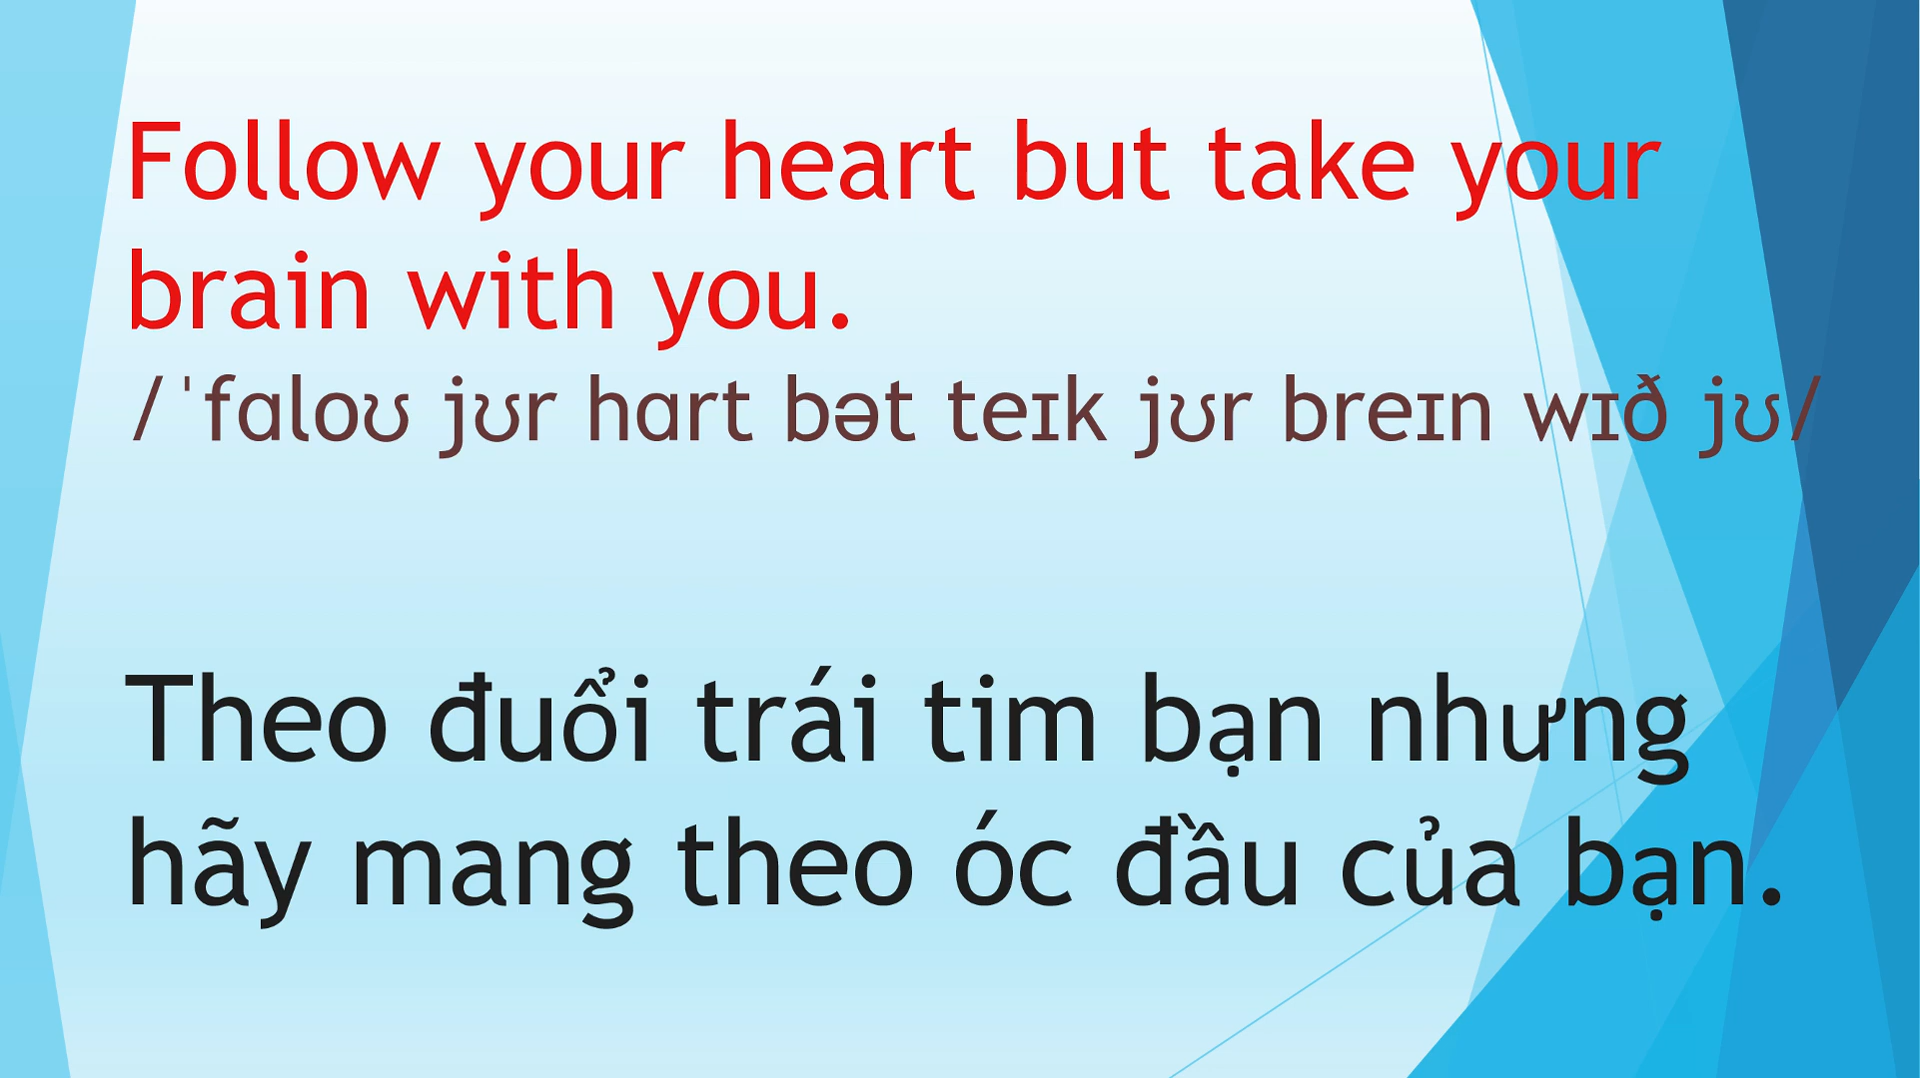 Follow your heart but take your
brain with you.
/ˈfɑloʊ jʊr hɑrt bət teɪk jʊr breɪn wɪð jʊ/
Theo đuổi trái tim bạn nhưng
hãy mang theo óc đầu của bạn.